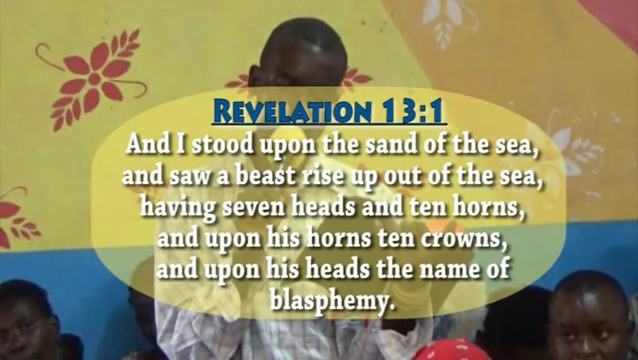 Revelation 13:1
And I stood upon the sand of the sea,
and saw a beast rise up out of the sea,
having seven heads and ten horns,
and upon his horns ten crowns,
and upon his heads the name of
blasphemy.